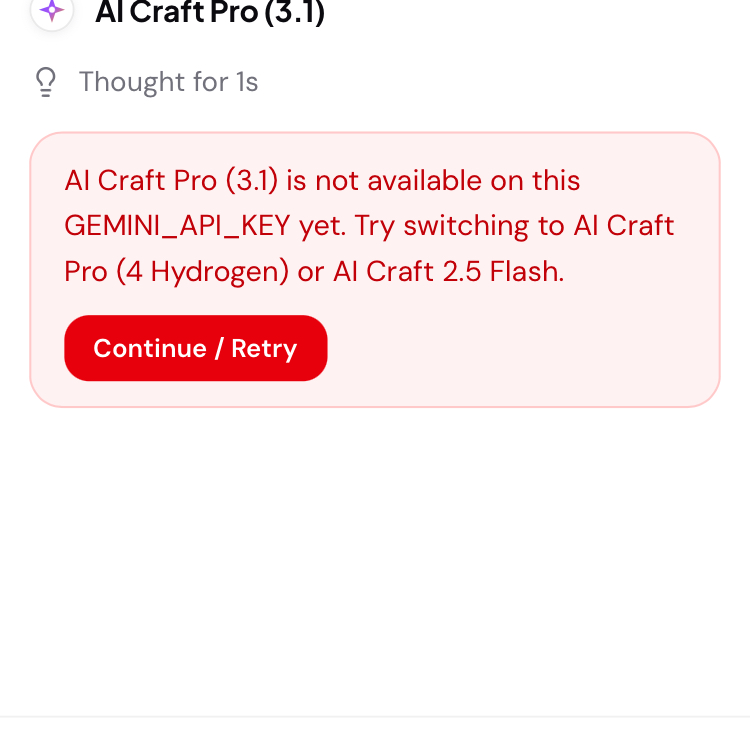 AI Craft Pro (3.1)
Thought for 1s
AI Craft Pro (3.1) is not available on this
GEMINI_API_KEY yet. Try switching to AI Craft
Pro (4 Hydrogen) or AI Craft 2.5 Flash.
Continue / Retry